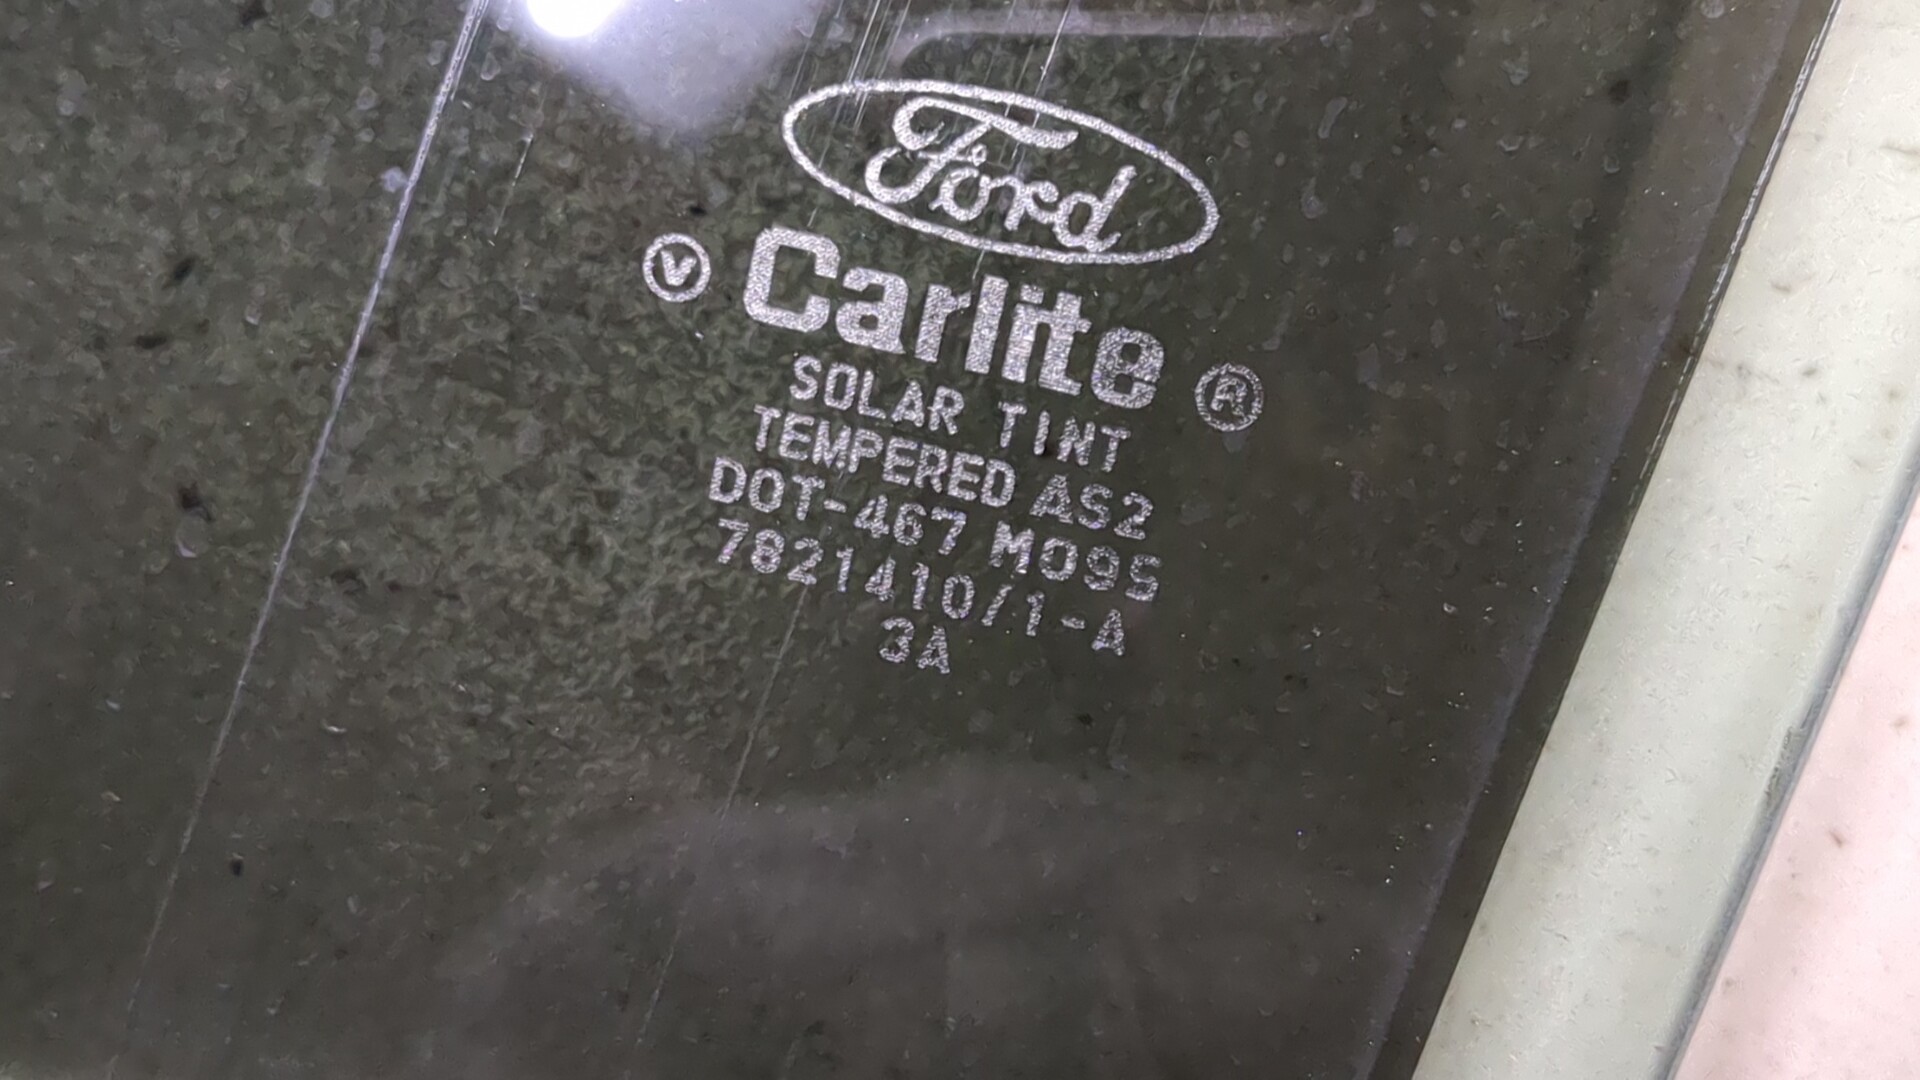 Ford
V Carlite ®
SOLAR TINT
TEMPERED AS2
DOT-467 M095
7821410/1-A
3A